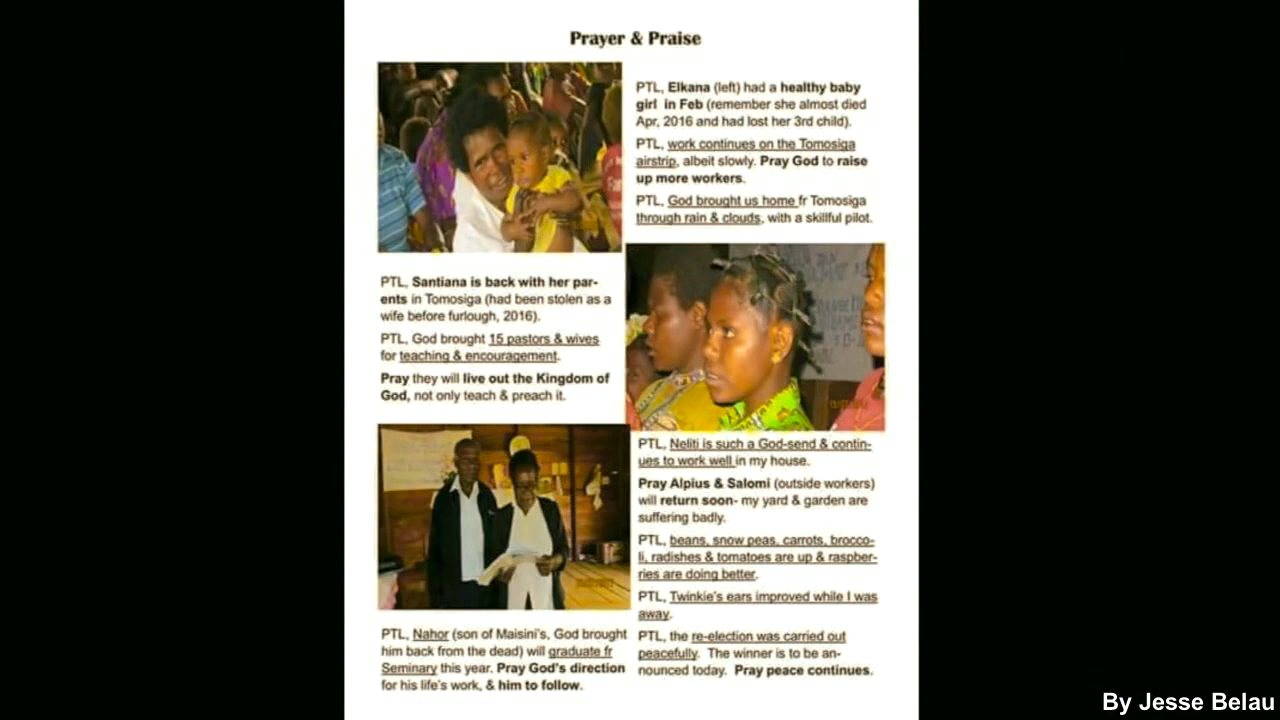 Prayer & Praise
PTL, Elkana (left) had a healthy baby
girl in Feb (remember she almost died
Apr, 2016 and had lost her 3rd child).
PTL, work continues on the Tomosiga
airstrip, albeit slowly. Pray God to raise
up more workers.
PTL, God brought us home fr Tomosiga
through rain & clouds, with a skillful pilot.
PTL, Santiana is back with her par-
ents in Tomosiga (had been stolen as a
wife before furlough, 2016).
PTL, God brought 15 pastors & wives
for teaching & encouragement.
Pray they will live out the Kingdom of
God, not only teach & preach it.
PTL, Neliti is such a God-send & contin-
ues to work well in my house.
Pray Alpius & Salomi (outside workers)
will return soon- my yard & garden are
suffering badly.
PTL, beans, snow peas, carrots, brocco-
li, radishes & tomatoes are up & raspber-
ries are doing better.
PTL, Twinkie's ears improved while I was
away.
PTL, the re-election was carried out
peacefully. The winner is to be an-
nounced today. Pray peace continues.
PTL, Nahor (son of Maisini's, God brought
him back from the dead) will graduate fr
Seminary this year. Pray God's direction
for his life's work, & him to follow.
By Jesse Belau